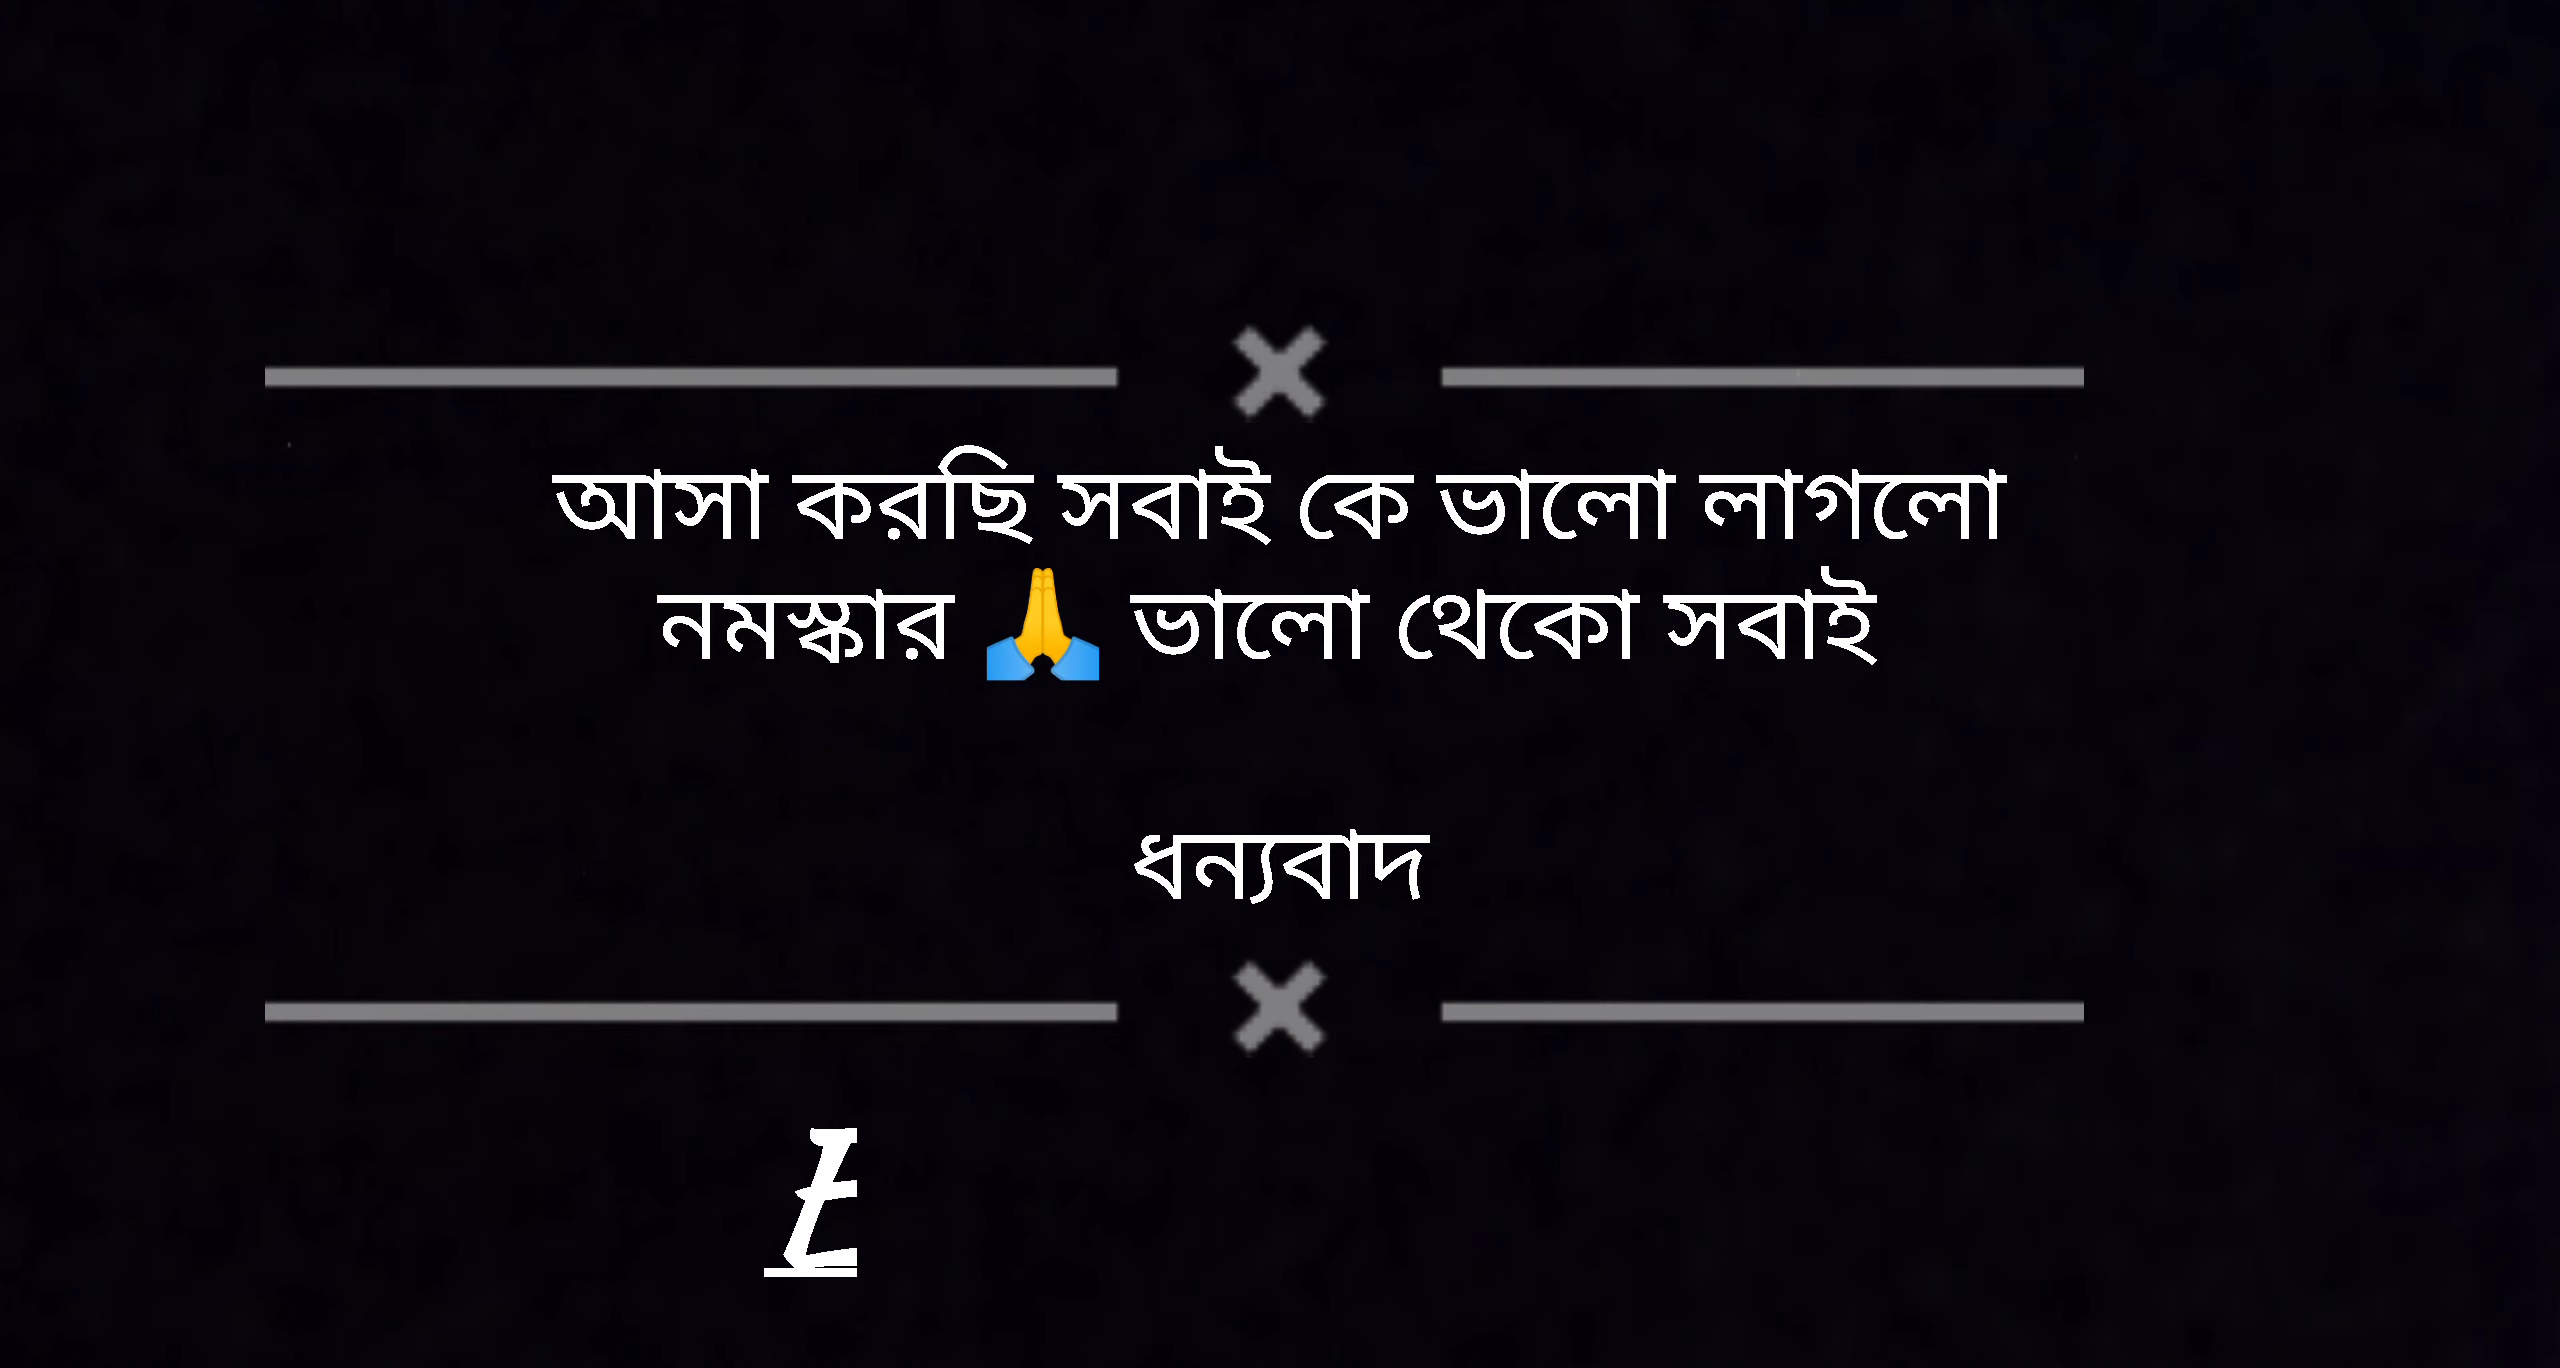 আসা করছি সবাই কে ভালো লাগলো
নমস্কার 🙏 ভালো থেকো সবাই
ধন্যবাদ